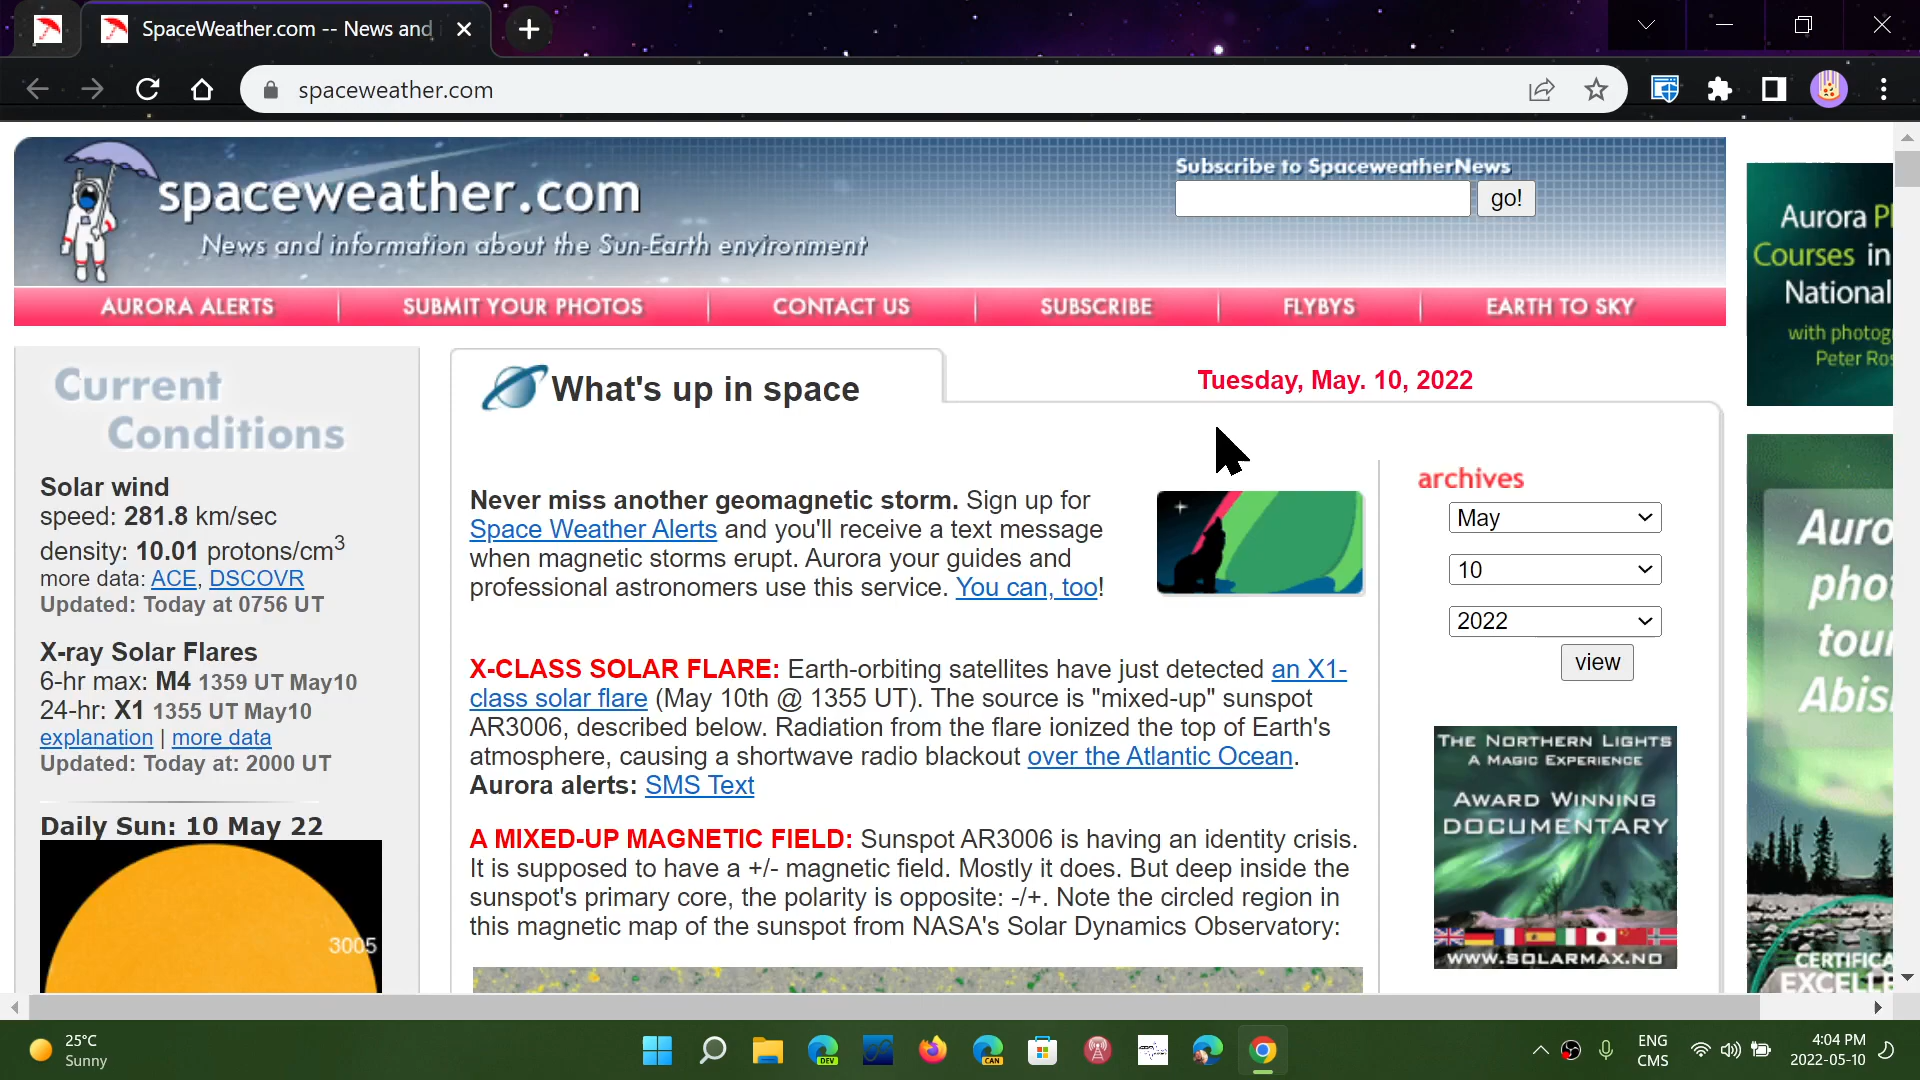 SpaceWeather.com -- News and
spaceweather.com
spaceweather.com
News and information about the Sun-Earth environment
Subscribe to SpaceweatherNews
go!
AURORA ALERTS
SUBMIT YOUR PHOTOS
CONTACT US
SUBSCRIBE
FLYBYS
EARTH TO SKY
Current
Conditions
Solar wind
speed: 281.8 km/sec
density: 10.01 protons/cm3
more data: ACE, DSCOVR
Updated: Today at 0756 UT
X-ray Solar Flares
6-hr max: M4 1359 UT May10
24-hr: X1 1355 UT May10
explanation | more data
Updated: Today at: 2000 UT
Daily Sun: 10 May 22
3005
What's up in space
Tuesday, May. 10, 2022
Never miss another geomagnetic storm. Sign up for
Space Weather Alerts and you'll receive a text message
when magnetic storms erupt. Aurora your guides and
professional astronomers use this service. You can, too!
X-CLASS SOLAR FLARE: Earth-orbiting satellites have just detected an X1-
class solar flare (May 10th @ 1355 UT). The source is "mixed-up" sunspot
AR3006, described below. Radiation from the flare ionized the top of Earth's
atmosphere, causing a shortwave radio blackout over the Atlantic Ocean.
Aurora alerts: SMS Text
A MIXED-UP MAGNETIC FIELD: Sunspot AR3006 is having an identity crisis.
It is supposed to have a +/- magnetic field. Mostly it does. But deep inside the
sunspot's primary core, the polarity is opposite: -/+. Note the circled region in
this magnetic map of the sunspot from NASA's Solar Dynamics Observatory:
archives
May
10
2022
view
THE NORTHERN LIGHTS
A MAGIC EXPERIENCE
AWARD WINNING
DOCUMENTARY
WWW.SOLARMAX.NO
Aurora
Courses in
National
with photog
Peter Ros
Auro
phot
tour
Abis
CERTIFICA
EXCELLE
25°C
Sunny
DEV
CAN
ENG
CMS
4:04 PM
2022-05-10